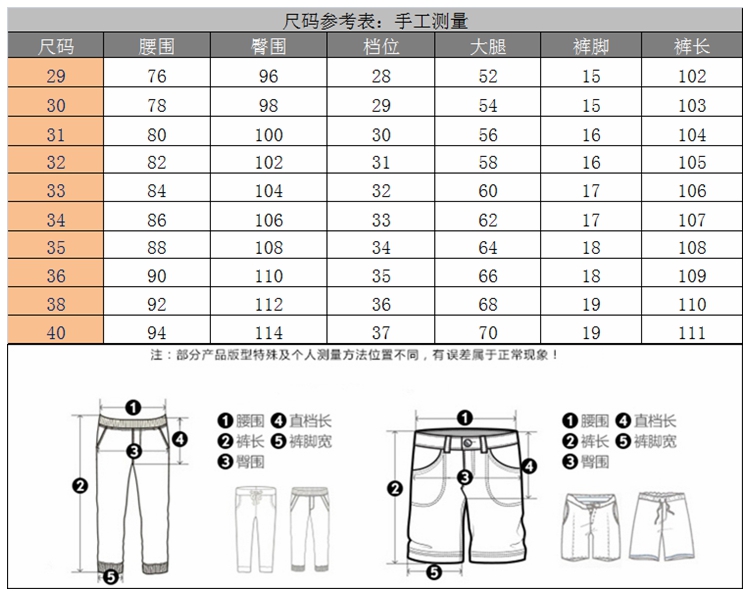 尺码参考表：手工测量
尺码 腰围 臀围 档位 大腿 裤脚 裤长
29 76 96 28 52 15 102
30 78 98 29 54 15 103
31 80 100 30 56 16 104
32 82 102 31 58 16 105
33 84 104 32 60 17 106
34 86 106 33 62 17 107
35 88 108 34 64 18 108
36 90 110 35 66 18 109
38 92 112 36 68 19 110
40 94 114 37 70 19 111
注：部分产品版型特殊及个人测量方法位置不同，有误差属于正常现象！
1
2
3
4
5
1腰围 4直档长
2裤长 5裤脚宽
3臀围
1
2
3
4
5
1腰围 4直档长
2裤长 5裤脚宽
3臀围